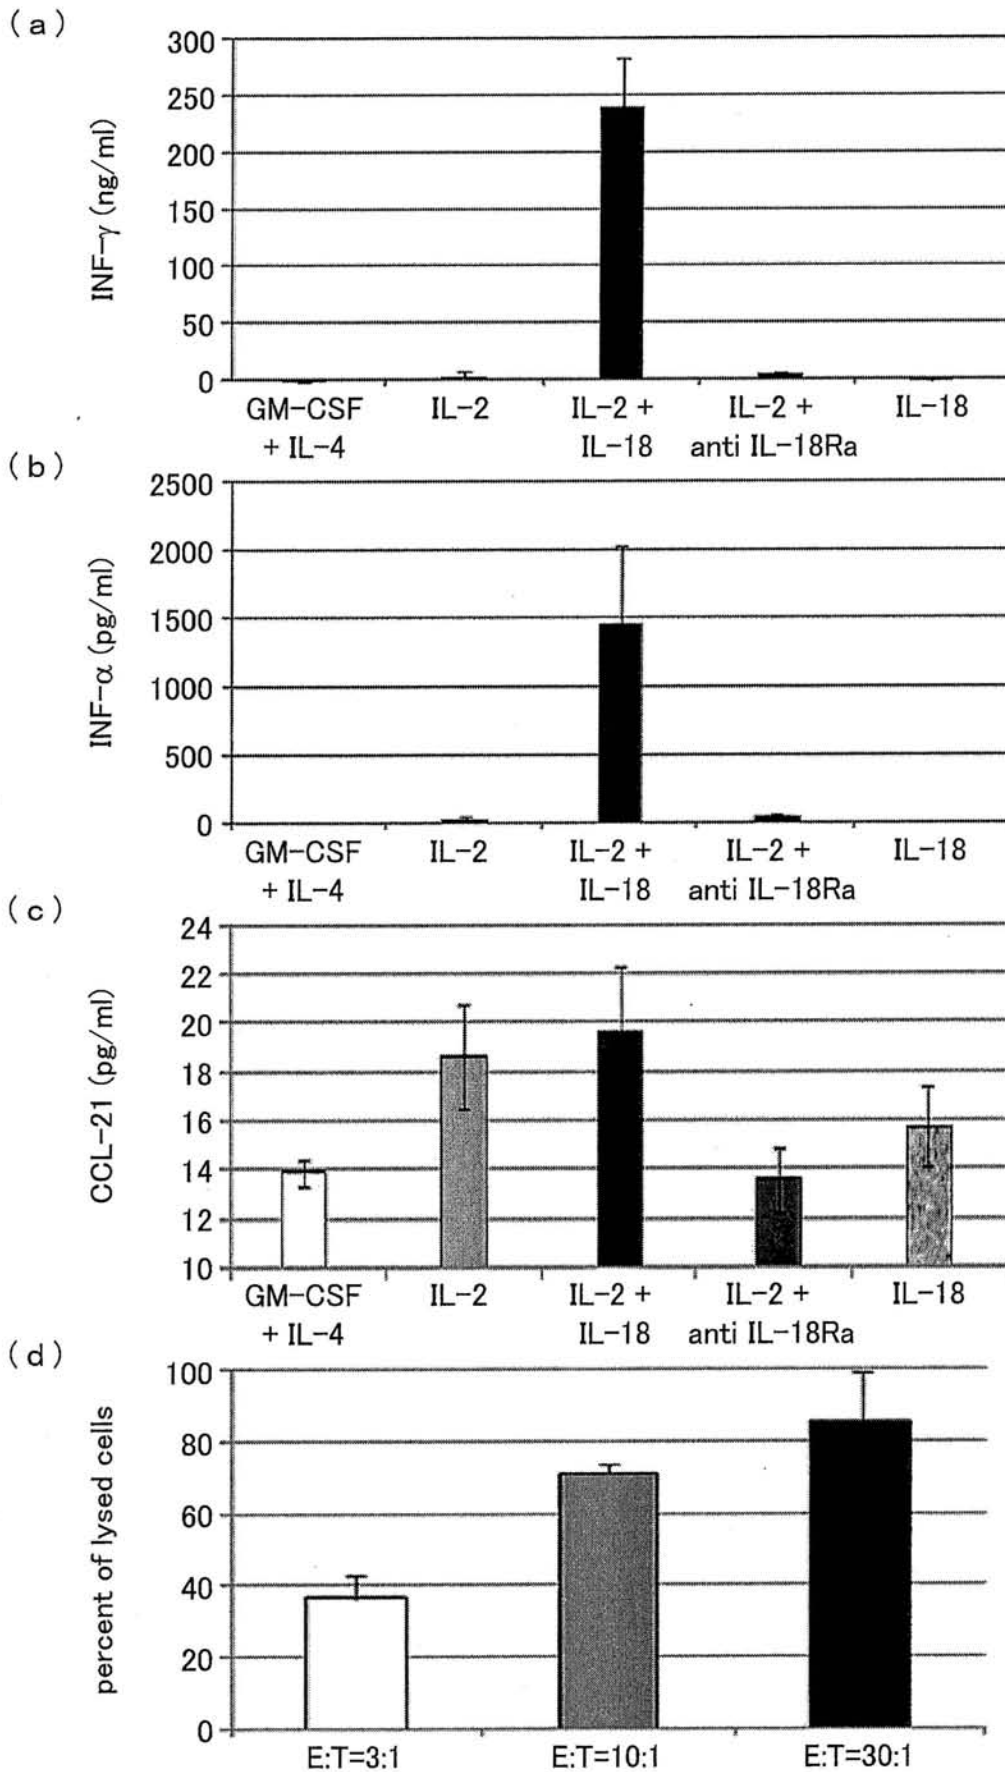 (a)
INF-γ (ng/ml)
300
250
200
150
100
50
0
GM-CSF
+ IL-4
IL-2
IL-2 +
IL-18
IL-2 +
anti IL-18Ra
IL-18
(b)
INF-α (pg/ml)
2500
2000
1500
1000
500
0
GM-CSF
+ IL-4
IL-2
IL-2 +
IL-18
IL-2 +
anti IL-18Ra
IL-18
(c)
CCL-21 (pg/ml)
24
22
20
18
16
14
12
10
GM-CSF
+ IL-4
IL-2
IL-2 +
IL-18
IL-2 +
anti IL-18Ra
IL-18
(d)
percent of lysed cells
100
80
60
40
20
0
E:T=3:1
E:T=10:1
E:T=30:1